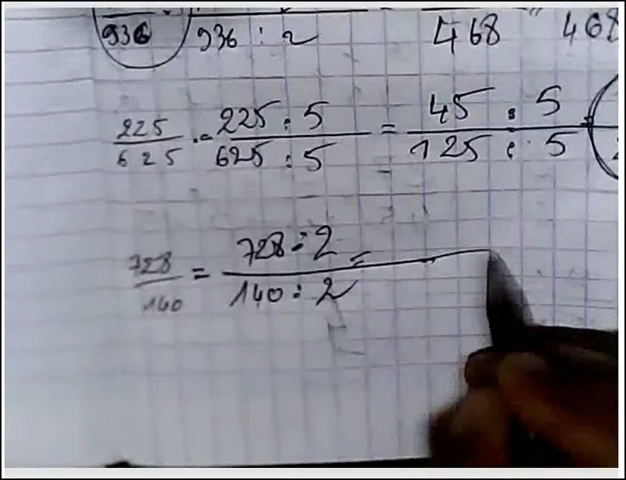 936 936 : 2 468 468
225/625 = 225 : 5/625 : 5 = 45 : 5/125 : 5 =
728/140 = 728 : 2/140 : 2 =